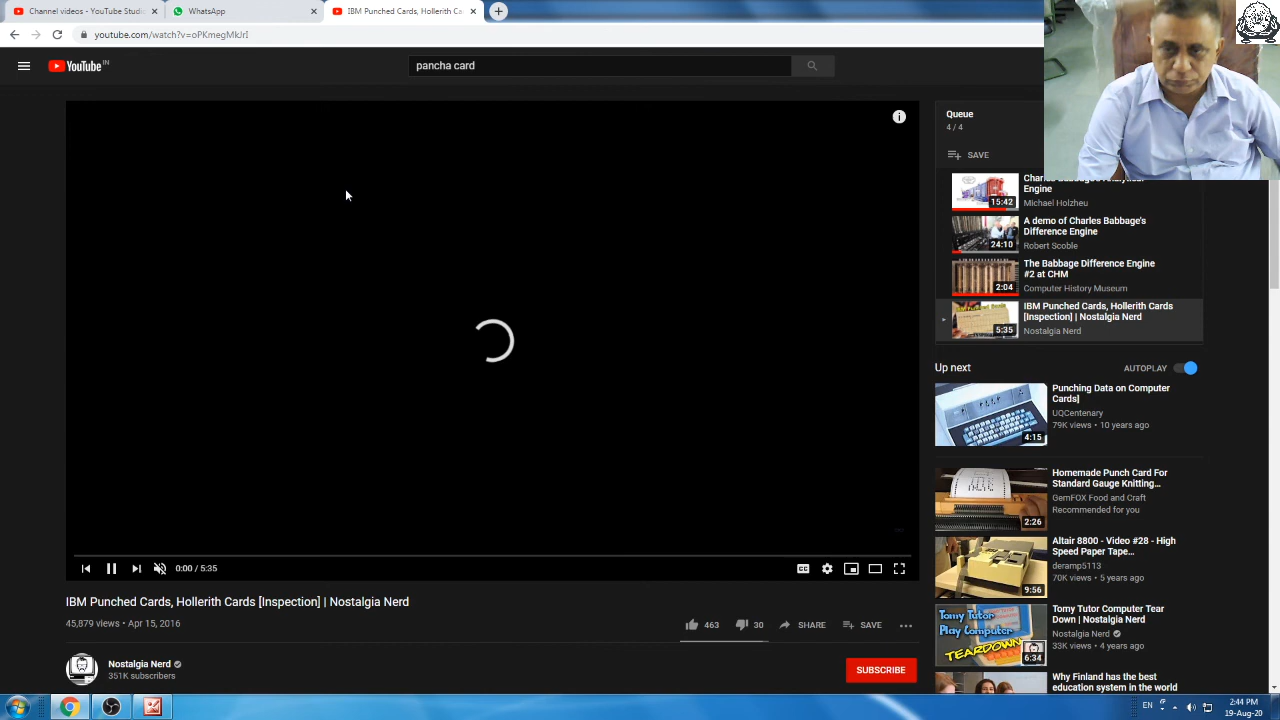 Channel videos - YouTube Studio
WhatsApp
IBM Punched Cards, Hollerith Ca
youtube.com/watch?v=oPKmegMkJrI
YouTube IN
pancha card
Queue
4 / 4
SAVE
15:42
Engine
Michael Holzheu
A demo of Charles Babbage's
Difference Engine
Robert Scoble
24:10
The Babbage Difference Engine
#2 at CHM
Computer History Museum
2:04
IBM Punched Cards, Hollerith Cards
[Inspection] | Nostalgia Nerd
Nostalgia Nerd
5:35
Up next
AUTOPLAY
Punching Data on Computer
Cards]
UQCentenary
79K views • 10 years ago
4:15
Homemade Punch Card For
Standard Gauge Knitting...
GemFOX Food and Craft
Recommended for you
2:26
Altair 8800 - Video #28 - High
Speed Paper Tape...
deramp5113
70K views • 5 years ago
9:56
Tomy Tutor Computer Tear
Down | Nostalgia Nerd
Nostalgia Nerd
33K views • 4 years ago
Tomy Tutor
Play Computer
TEARDOWN
6:34
Why Finland has the best
education system in the world
0:00 / 5:35
IBM Punched Cards, Hollerith Cards [Inspection] | Nostalgia Nerd
45,879 views • Apr 15, 2016
463
30
SHARE
SAVE
Nostalgia Nerd
351K subscribers
SUBSCRIBE
EN
2:44 PM
19-Aug-20